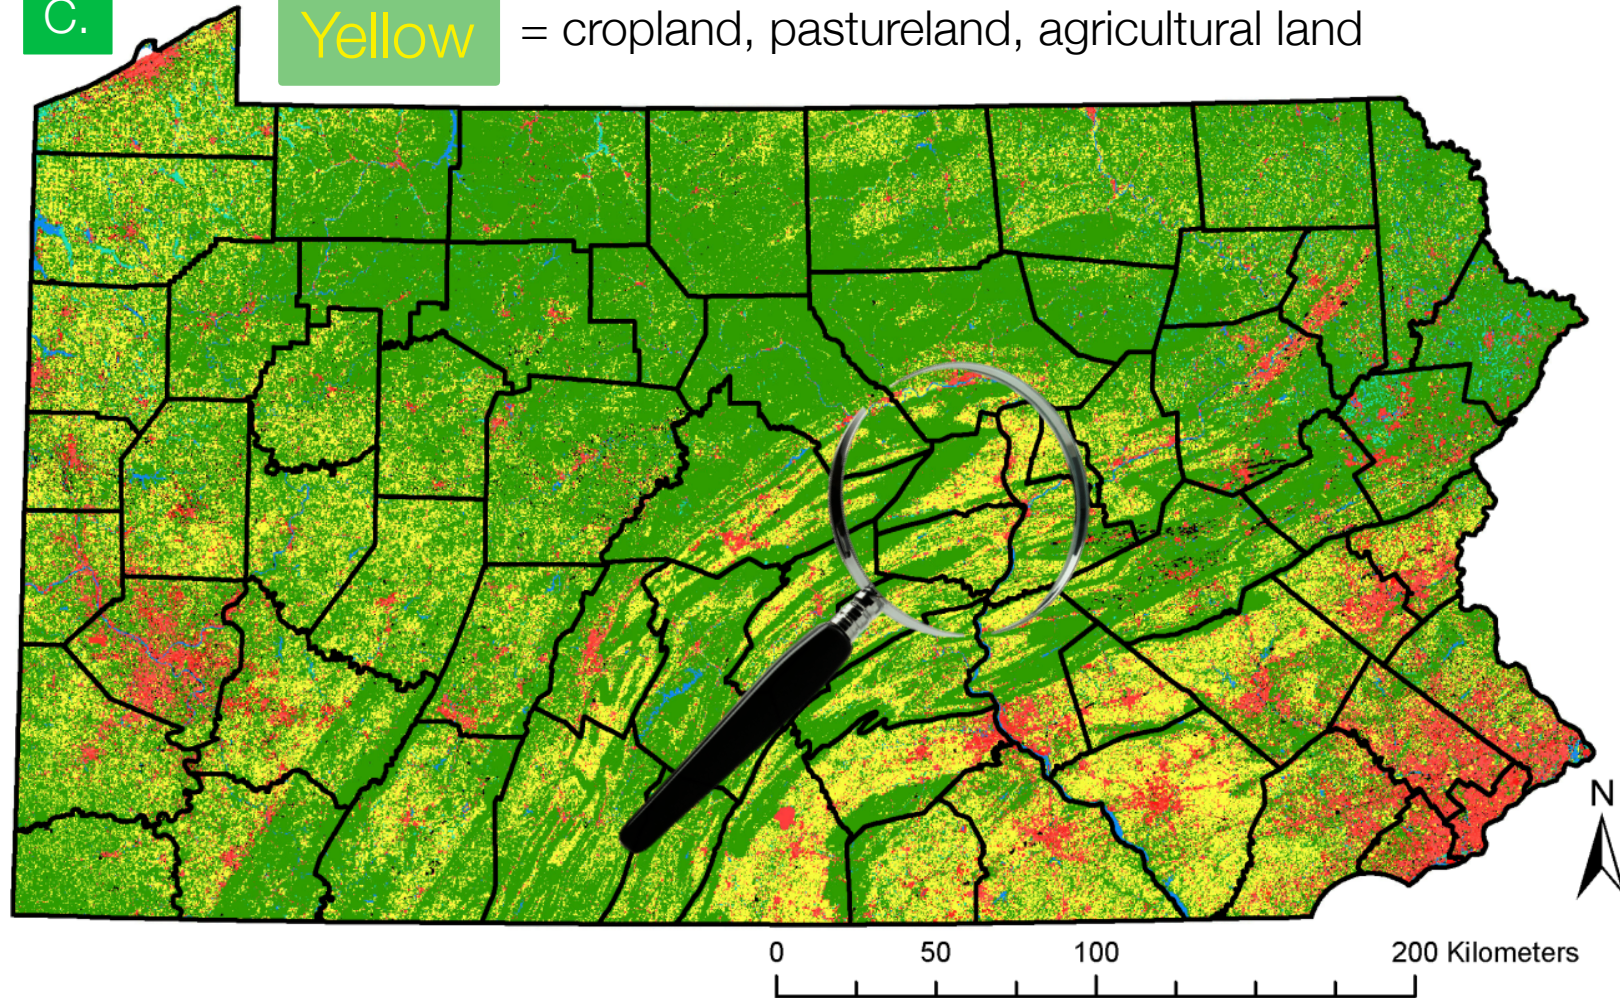 C.
Yellow = cropland, pastureland, agricultural land
N
0 50 100 200 Kilometers